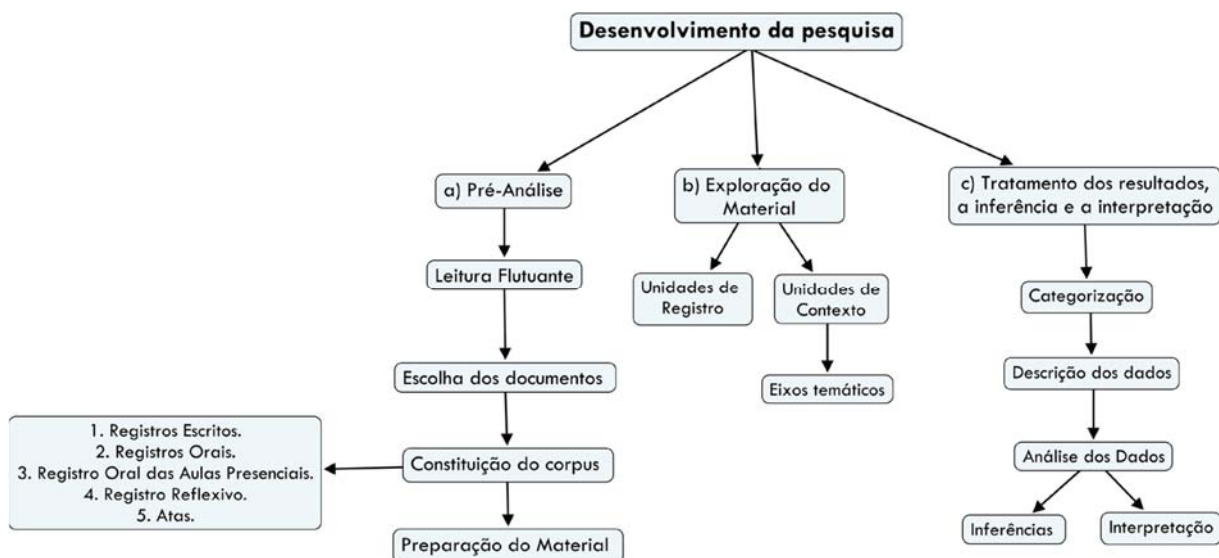 Desenvolvimento da pesquisa
a) Pré-Análise
Leitura Flutuante
Escolha dos documentos
Constituição do corpus
1. Registros Escritos.
2. Registros Orais.
3. Registro Oral das Aulas Presenciais.
4. Registro Reflexivo.
5. Atas.
Preparação do Material
b) Exploração do
Material
Unidades de
Registro
Unidades de
Contexto
Eixos temáticos
c) Tratamento dos resultados,
a inferência e a interpretação
Categorização
Descrição dos dados
Análise dos Dados
Inferências
Interpretação